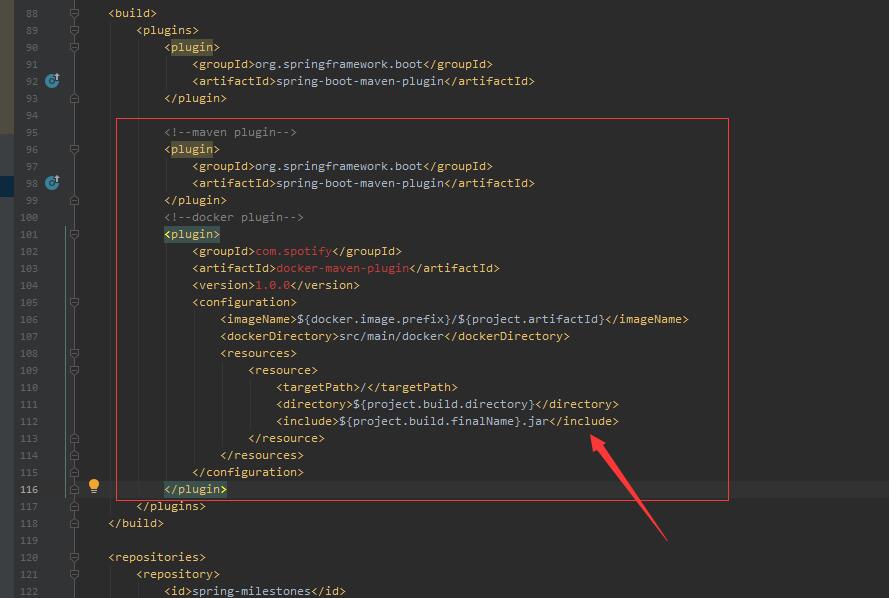 88 <build>
89 <plugins>
90 <plugin>
91 <groupId>org.springframework.boot</groupId>
92 <artifactId>spring-boot-maven-plugin</artifactId>
93 </plugin>
94
95 <!--maven plugin-->
96 <plugin>
97 <groupId>org.springframework.boot</groupId>
98 <artifactId>spring-boot-maven-plugin</artifactId>
99 </plugin>
100 <!--docker plugin-->
101 <plugin>
102 <groupId>com.spotify</groupId>
103 <artifactId>docker-maven-plugin</artifactId>
104 <version>1.0.0</version>
105 <configuration>
106 <imageName>${docker.image.prefix}/${project.artifactId}</imageName>
107 <dockerDirectory>src/main/docker</dockerDirectory>
108 <resources>
109 <resource>
110 <targetPath>/</targetPath>
111 <directory>${project.build.directory}</directory>
112 <include>${project.build.finalName}.jar</include>
113 </resource>
114 </resources>
115 </configuration>
116 </plugin>
117 </plugins>
118 </build>
119
120 <repositories>
121 <repository>
122 <id>spring-milestones</id>